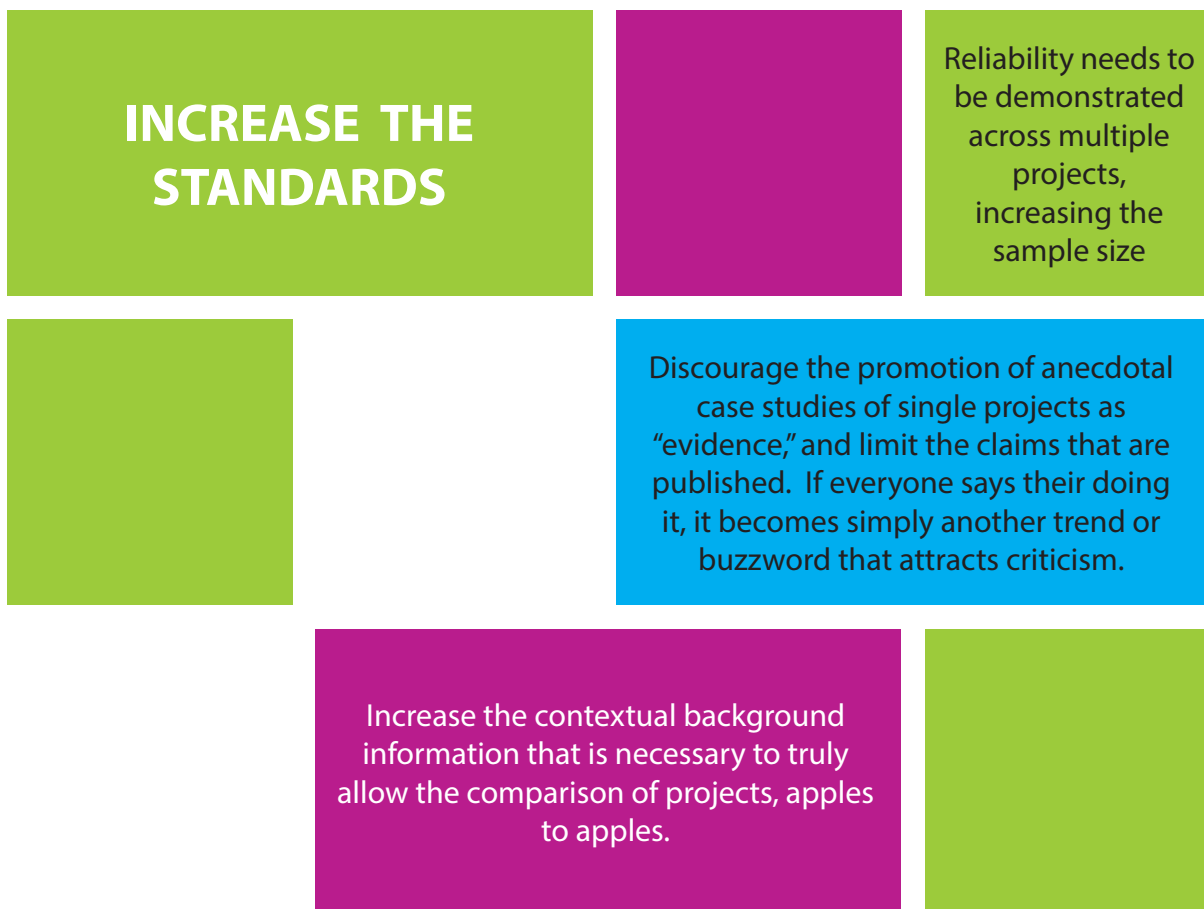 INCREASE THE
STANDARDS
Reliability needs to
be demonstrated
across multiple
projects,
increasing the
sample size
Discourage the promotion of anecdotal
case studies of single projects as
“evidence,” and limit the claims that are
published.  If everyone says their doing
it, it becomes simply another trend or
buzzword that attracts criticism.
Increase the contextual background
information that is necessary to truly
allow the comparison of projects, apples
to apples.